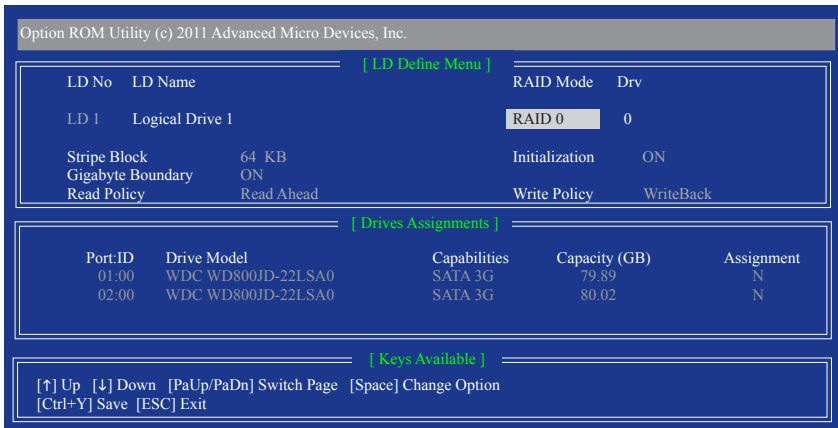 Option ROM Utility (c) 2011 Advanced Micro Devices, Inc.
[ LD Define Menu ]
LD No LD Name RAID Mode Drv
LD 1 Logical Drive 1 RAID 0 0
Stripe Block 64 KB Initialization ON
Gigabyte Boundary ON
Read Policy Read Ahead Write Policy WriteBack
[ Drives Assignments ]
Port:ID Drive Model Capabilities Capacity (GB) Assignment
01:00 WDC WD800JD-22LSA0 SATA 3G 79.89 N
02:00 WDC WD800JD-22LSA0 SATA 3G 80.02 N
[ Keys Available ]
[↑] Up [↓] Down [PaUp/PaDn] Switch Page [Space] Change Option
[Ctrl+Y] Save [ESC] Exit